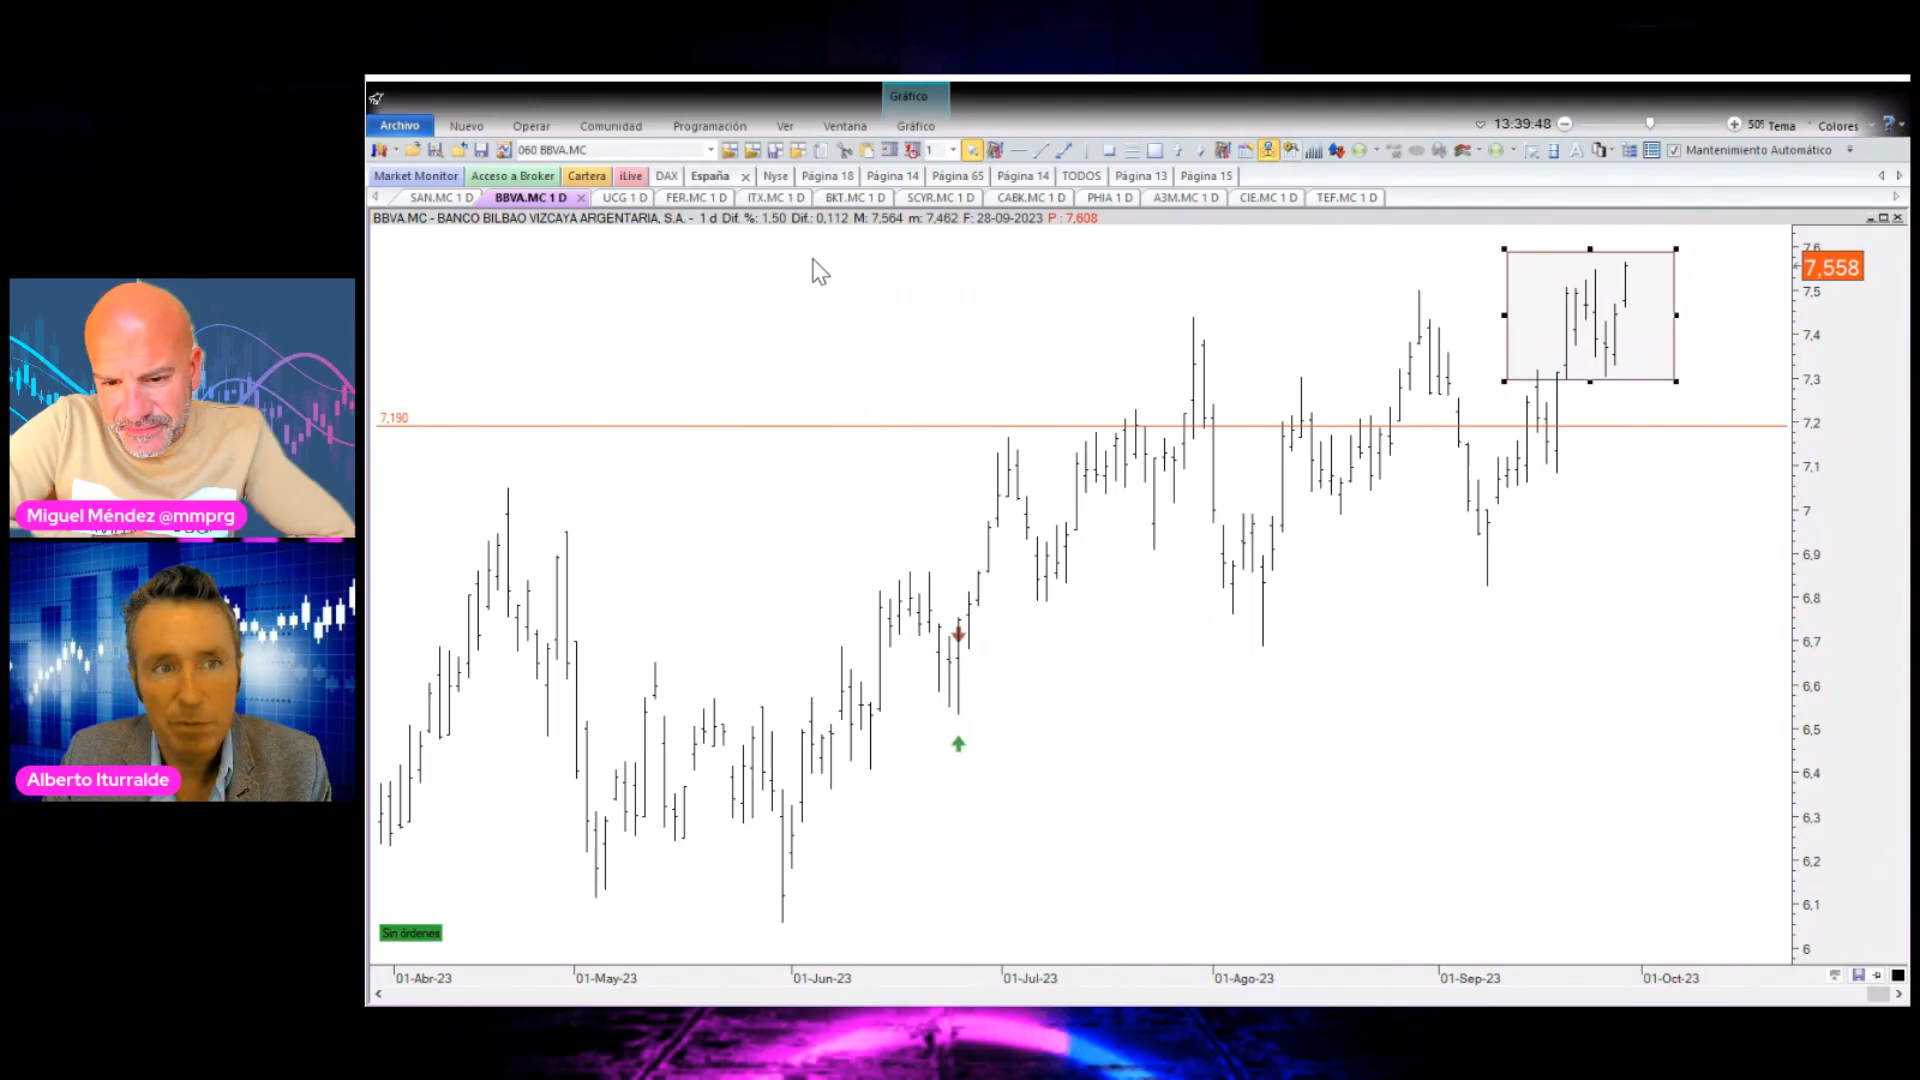 Gráfico
Archivo Nuevo Operar Comunidad Programación Ver Ventana Gráfico 13:39:48 Tema Colores
060 BBVA.MC 1 Mantenimiento Automático
Market Monitor Acceso a Broker Cartera iLive DAX España Nyse Página 18 Página 14 Página 65 Página 14 TODOS Página 13 Página 15
SAN.MC 1 D BBVA.MC 1 D UCG 1 D FER.MC 1 D ITX.MC 1 D BKT.MC 1 D SCYR.MC 1 D CABK.MC 1 D PHIA 1 D A3M.MC 1 D CIE.MC 1 D TEF.MC 1 D
BBVA.MC - BANCO BILBAO VIZCAYA ARGENTARIA, S.A. - 1 d Dif. %: 1,50 Dif.: 0,112 M: 7,564 m: 7,462 F: 28-09-2023 P : 7,608
7,6
7,558
7,5
7,4
7,3
7,190
7,2
7,1
7
6,9
6,8
6,7
6,6
6,5
6,4
6,3
6,2
6,1
6
Miguel Méndez @mmprg
Alberto Iturralde
Sin órdenes
01-Abr-23 01-May-23 01-Jun-23 01-Jul-23 01-Ago-23 01-Sep-23 01-Oct-23